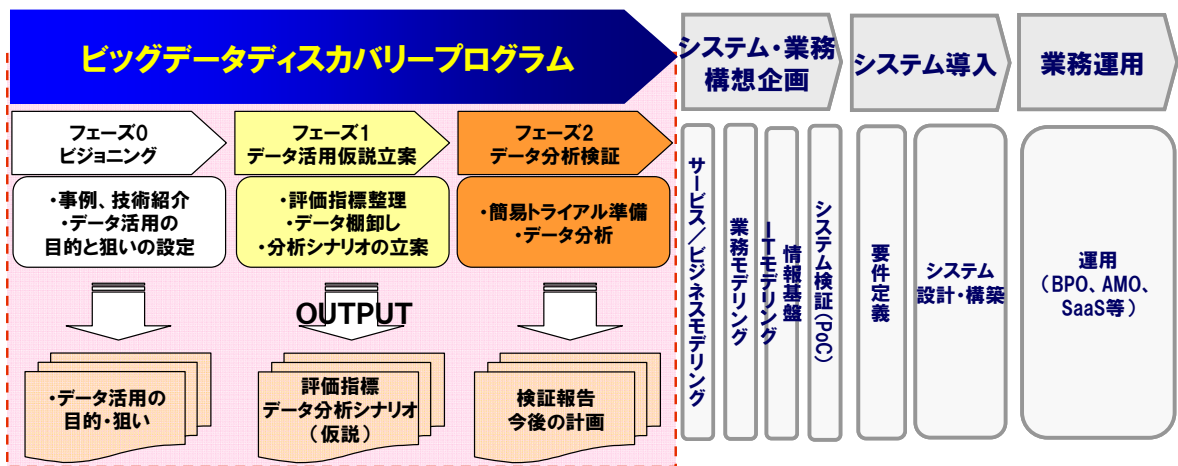 ビッグデータディスカバリープログラム
システム・業務
構想企画
システム導入
業務運用
フェーズ0
ビジョニング
フェーズ1
データ活用仮説立案
フェーズ2
データ分析検証
・事例、技術紹介
・データ活用の
目的と狙いの設定
・評価指標整理
・データ棚卸し
・分析シナリオの立案
・簡易トライアル準備
・データ分析
OUTPUT
・データ活用の
目的・狙い
評価指標
データ分析シナリオ
（仮説）
検証報告
今後の計画
サービス／ビジネスモデリング
業務モデリング
ITモデリング
情報基盤
システム検証（PoC）
要件定義
システム
設計・構築
運用
（BPO、AMO、
SaaS等）